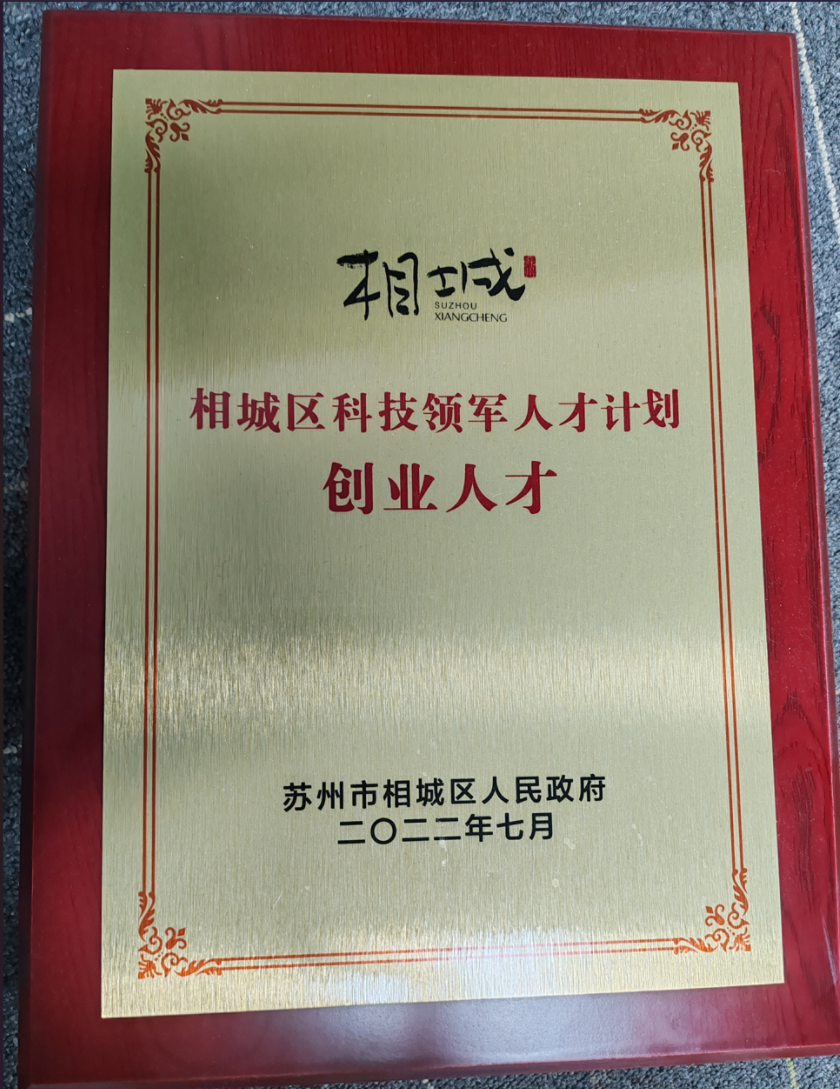 相城
SUZHOU
XIANGCHENG
相城区科技领军人才计划
创业人才
苏州市相城区人民政府
二〇二二年七月